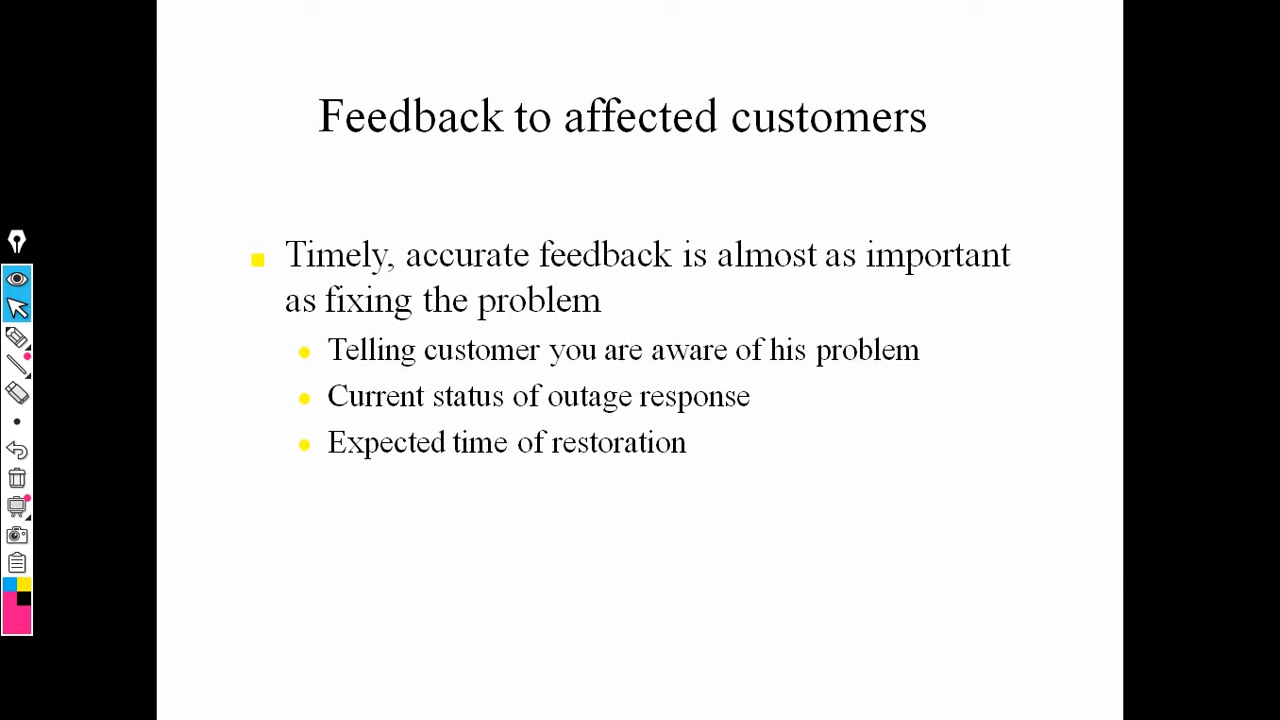 Feedback to affected customers
Timely, accurate feedback is almost as important
as fixing the problem
Telling customer you are aware of his problem
Current status of outage response
Expected time of restoration